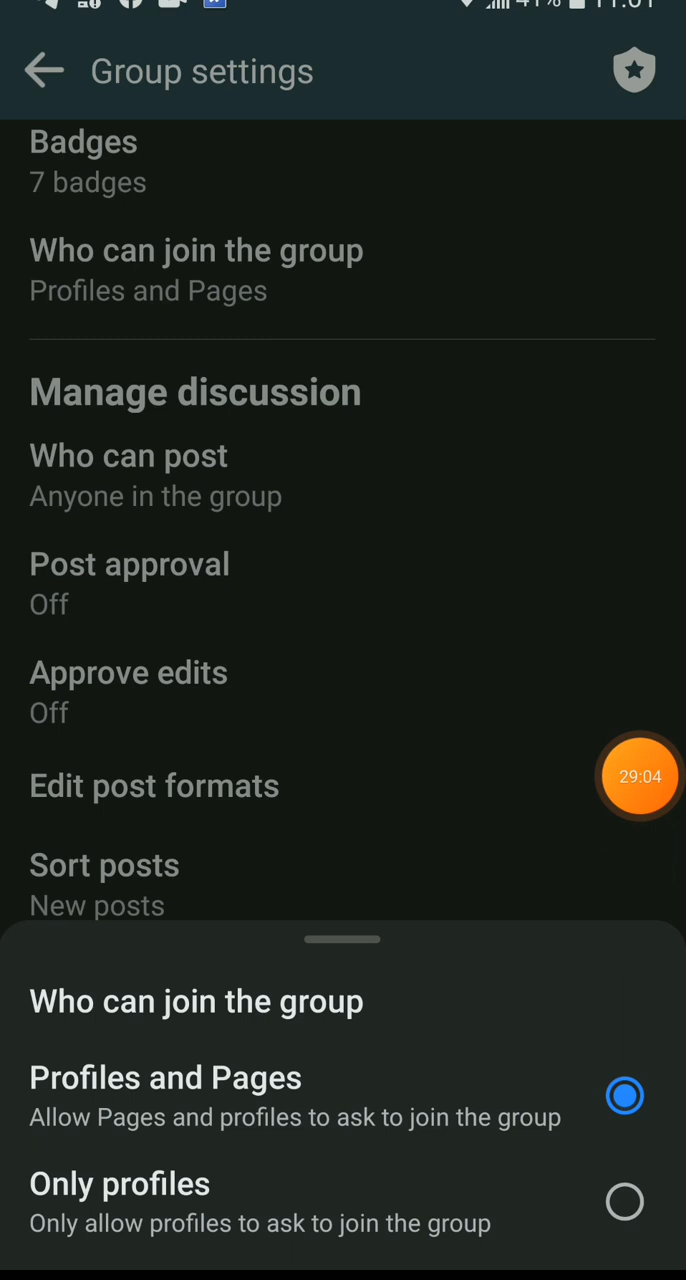 Group settings
Badges
7 badges
Who can join the group
Profiles and Pages
Manage discussion
Who can post
Anyone in the group
Post approval
Off
Approve edits
Off
Edit post formats
29:04
Sort posts
New posts
Who can join the group
Profiles and Pages
Allow Pages and profiles to ask to join the group
Only profiles
Only allow profiles to ask to join the group